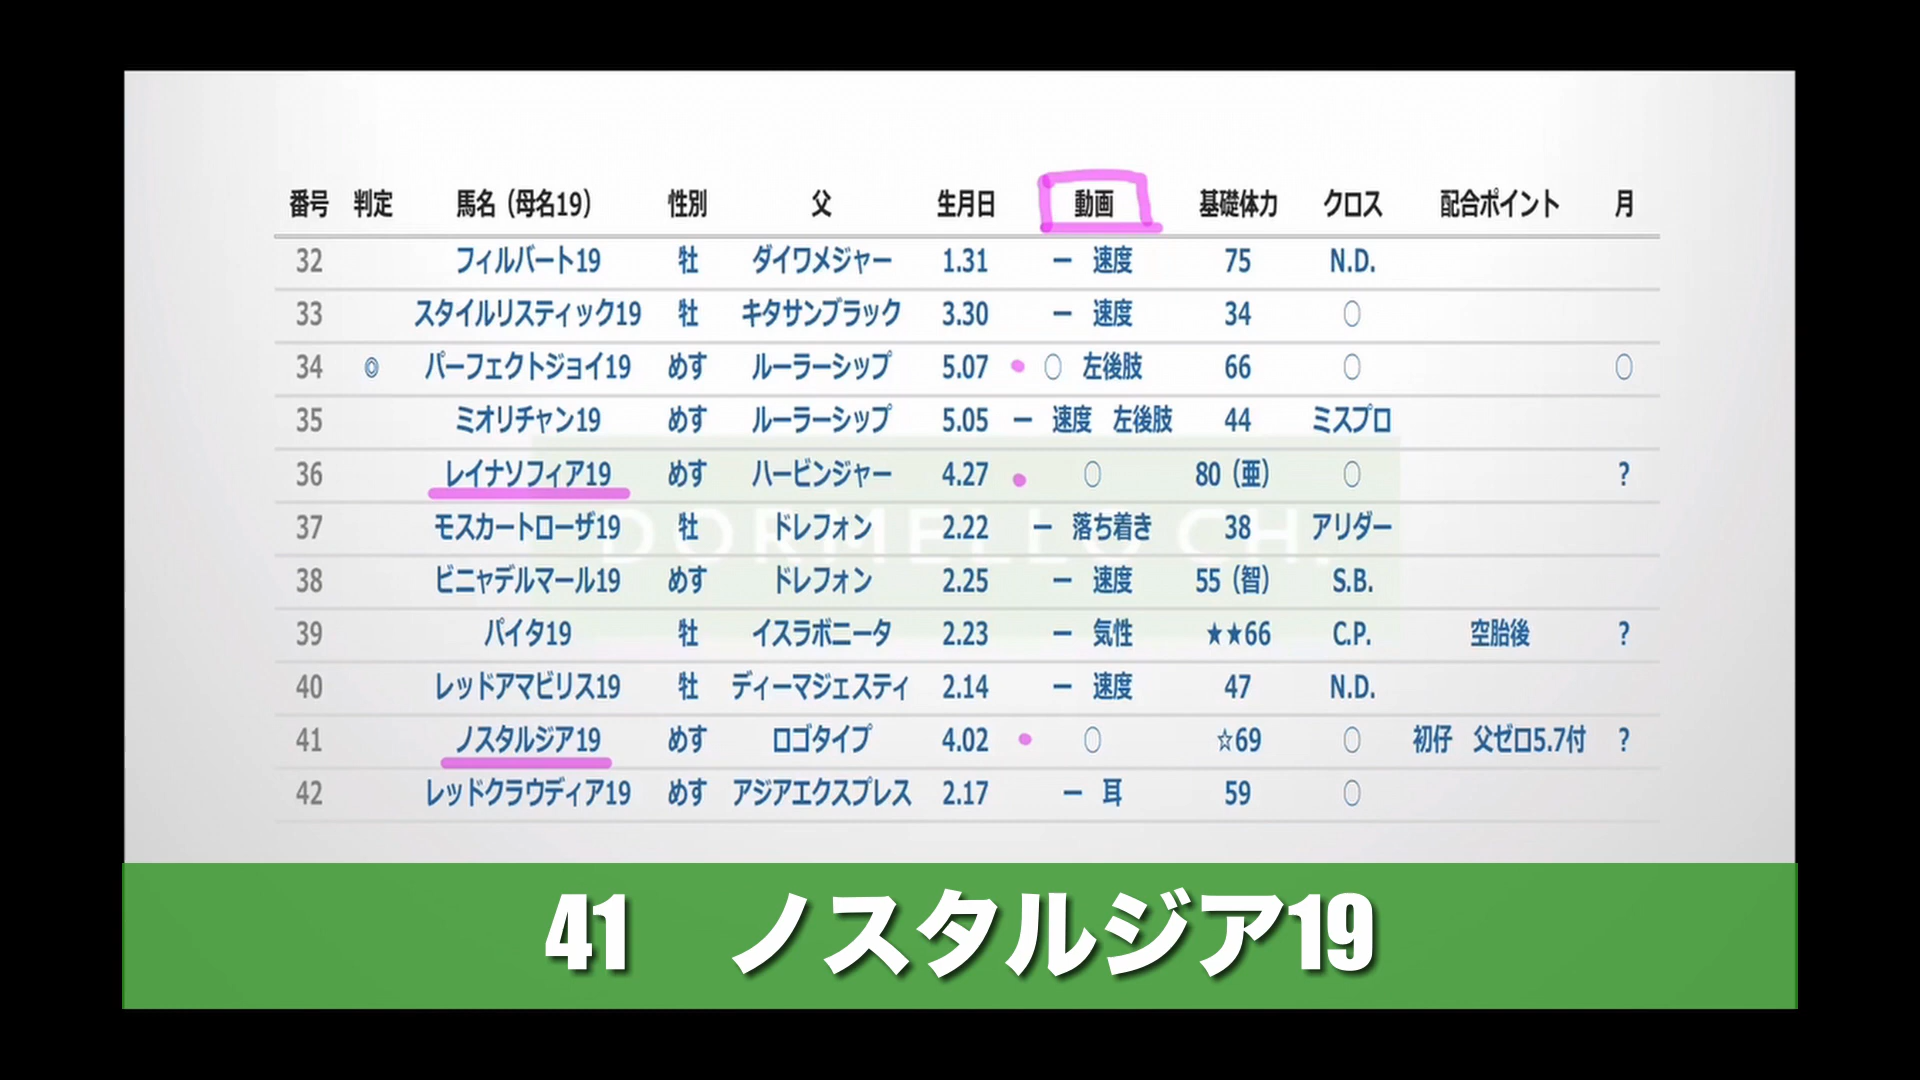 番号 判定 馬名（母名19） 性別 父 生月日 動画 基礎体力 クロス 配合ポイント 月
32 フィルバート19 牡 ダイワメジャー 1.31 ー 速度 75 N.D.
33 スタイルリスティック19 牡 キタサンブラック 3.30 ー 速度 34 ○
34 ◎ パーフェクトジョイ19 めす ルーラーシップ 5.07 ○ 左後肢 66 ○ ○
35 ミオリチャン19 めす ルーラーシップ 5.05 ー 速度 左後肢 44 ミスプロ
36 レイナソフィア19 めす ハービンジャー 4.27 ○ 80（亜） ○ ?
37 モスカートローザ19 牡 ドレフォン 2.22 ー 落ち着き 38 アリダー
38 ビニャデルマール19 めす ドレフォン 2.25 ー 速度 55（智） S.B.
39 パイタ19 牡 イスラボニータ 2.23 ー 気性 ★★66 C.P. 空胎後 ?
40 レッドアマビリス19 牡 ディーマジェスティ 2.14 ー 速度 47 N.D.
41 ノスタルジア19 めす ロゴタイプ 4.02 ○ ☆69 ○ 初仔 父ゼロ5.7付 ?
42 レッドクラウディア19 めす アジアエクスプレス 2.17 ー 耳 59 ○
DORMELLO CH.
41 ノスタルジア19